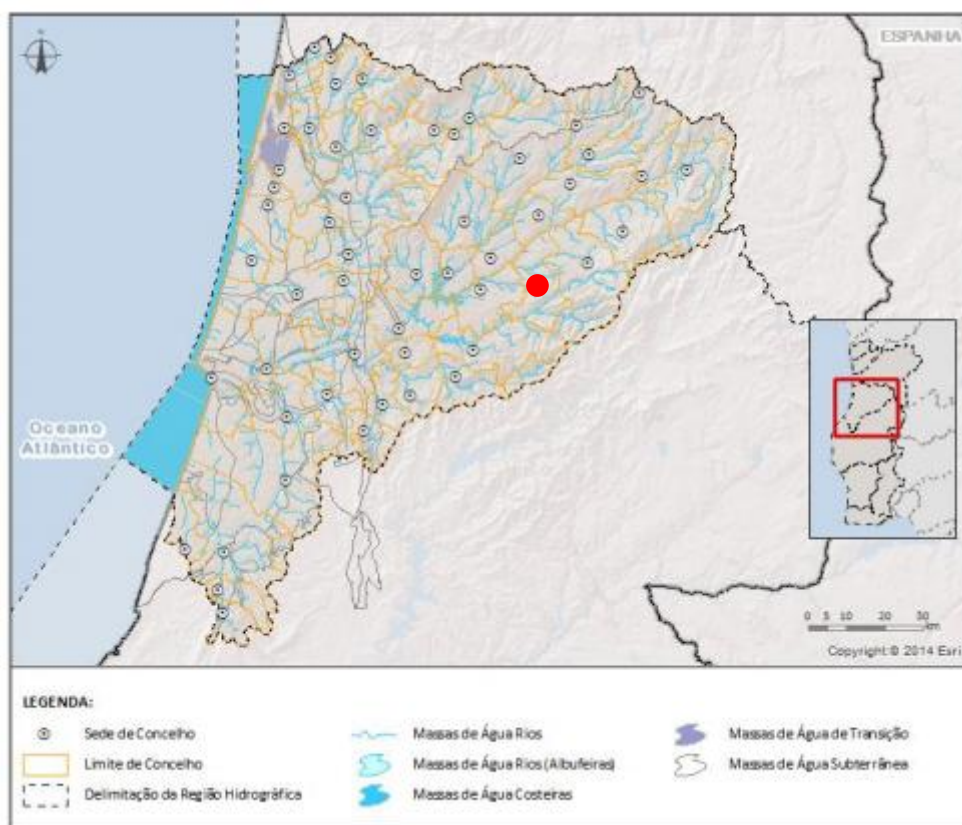 N
ESPANHA
Oceano
Atlântico
0 5 10 20 30
km
Copyright:© 2014 Esri
LEGENDA:
Sede de Concelho
Limite de Concelho
Delimitação da Região Hidrográfica
Massas de Água Rios
Massas de Água Rios (Albufeiras)
Massas de Água Costeiras
Massas de Água de Transição
Massas de Água Subterrânea